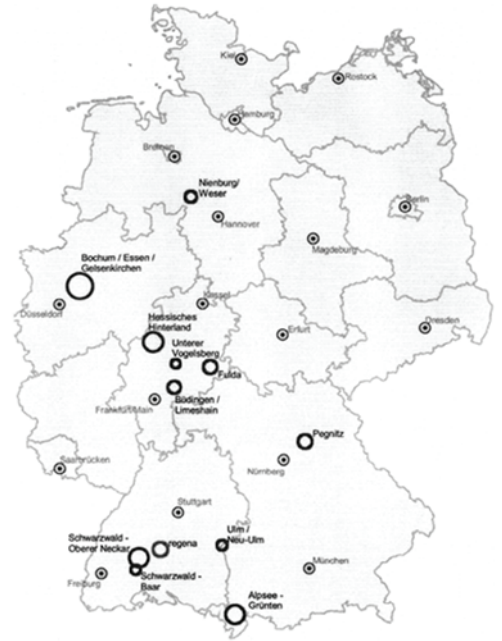 Kiel
Rostock
Hamburg
Bremen
Nienburg/
Weser
Berlin
Hannover
Magdeburg
Bochum / Essen /
Gelsenkirchen
Kassel
Düsseldorf
Hessisches
Hinterland
Dresden
Erfurt
Unterer
Vogelsberg
Fulda
Büdingen /
Limeshain
Frankfurt/Main
Pegnitz
Saarbrücken
Nürnberg
Stuttgart
Ulm /
Neu-Ulm
Schwarzwald -
Oberer Neckar
regena
München
Freiburg
Schwarzwald -
Baar
Alpsee -
Grünten